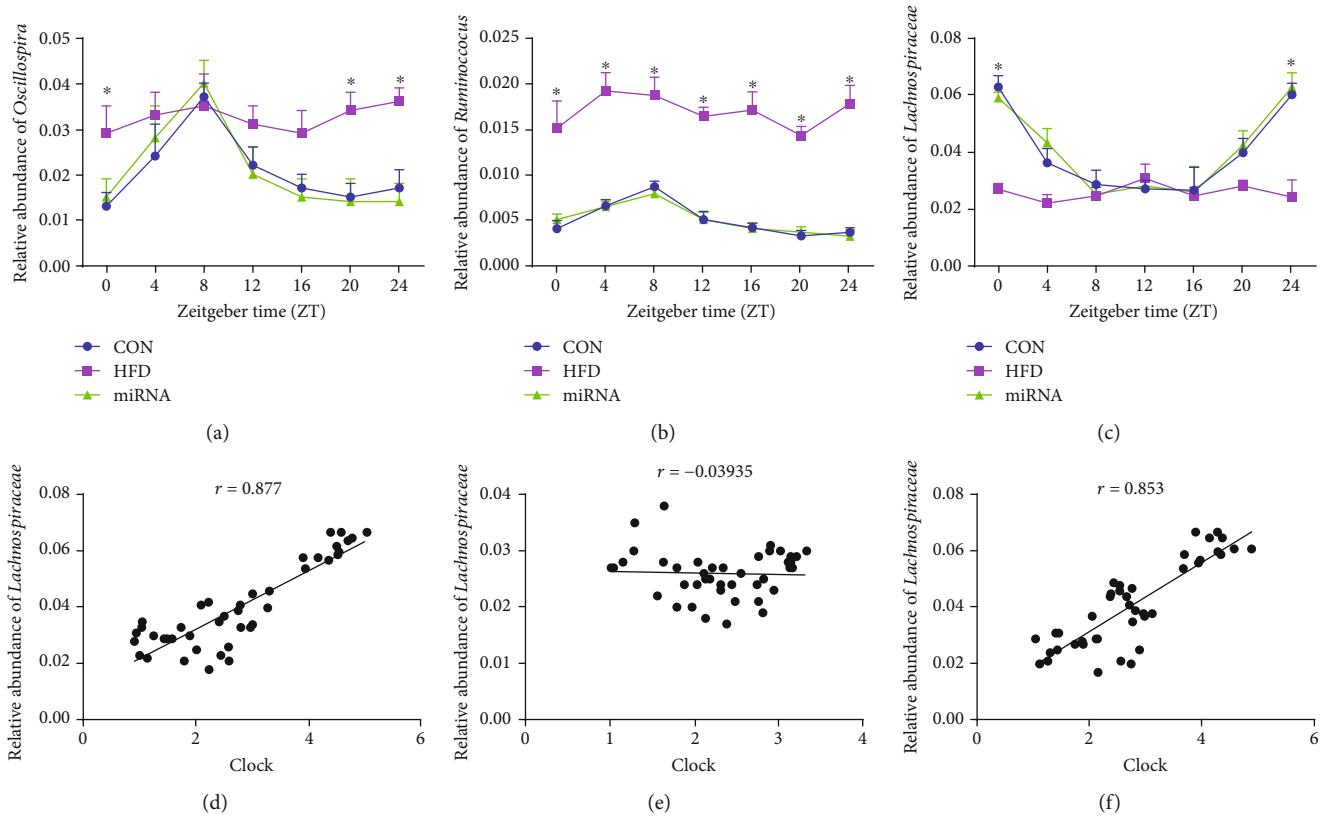 Relative abundance of Oscillospira
0.05
0.04
0.03
0.02
0.01
0.00
*
*
*
0 4 8 12 16 20 24
Zeitgeber time (ZT)
CON
HFD
miRNA
(a)
Relative abundance of Ruminoccocus
0.025
0.020
0.015
0.010
0.005
0.000
*
*
*
*
*
*
*
0 4 8 12 16 20 24
Zeitgeber time (ZT)
CON
HFD
miRNA
(b)
Relative abundance of Lachnospiraceae
0.08
0.06
0.04
0.02
0.00
*
*
0 4 8 12 16 20 24
Zeitgeber time (ZT)
CON
HFD
miRNA
(c)
Relative abundance of Lachnospiraceae
r = 0.877
0.08
0.06
0.04
0.02
0.00
0 2 4 6
Clock
(d)
Relative abundance of Lachnospiraceae
r = −0.03935
0.04
0.03
0.02
0.01
0.00
0 1 2 3 4
Clock
(e)
Relative abundance of Lachnospiraceae
r = 0.853
0.08
0.06
0.04
0.02
0.00
0 2 4 6
Clock
(f)